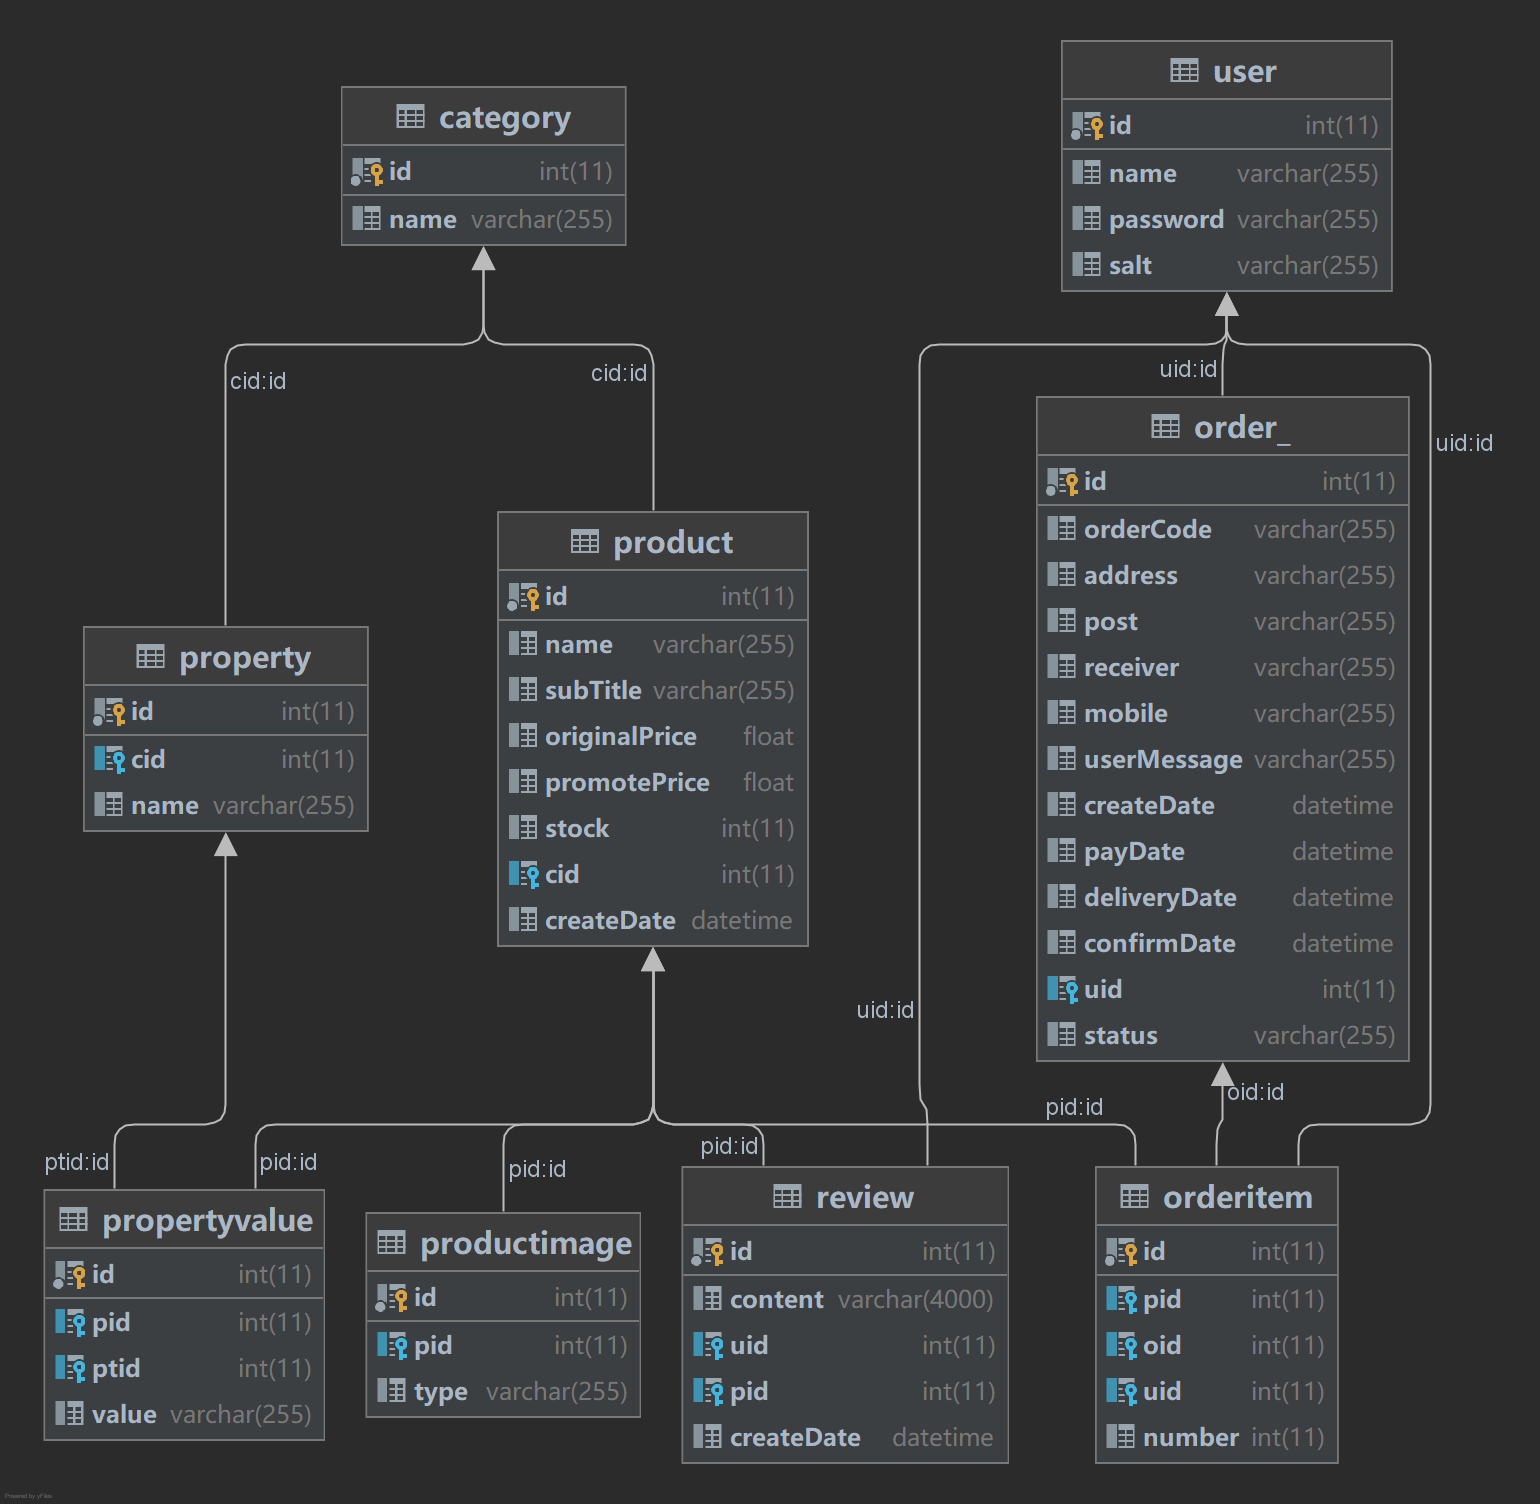 category
id int(11)
name varchar(255)
user
id int(11)
name varchar(255)
password varchar(255)
salt varchar(255)
cid:id
cid:id
uid:id
uid:id
uid:id
order_
id int(11)
orderCode varchar(255)
address varchar(255)
post varchar(255)
receiver varchar(255)
mobile varchar(255)
userMessage varchar(255)
createDate datetime
payDate datetime
deliveryDate datetime
confirmDate datetime
uid int(11)
status varchar(255)
product
id int(11)
name varchar(255)
subTitle varchar(255)
originalPrice float
promotePrice float
stock int(11)
cid int(11)
createDate datetime
property
id int(11)
cid int(11)
name varchar(255)
ptid:id
pid:id
pid:id
pid:id
pid:id
oid:id
propertyvalue
id int(11)
pid int(11)
ptid int(11)
value varchar(255)
productimage
id int(11)
pid int(11)
type varchar(255)
review
id int(11)
content varchar(4000)
uid int(11)
pid int(11)
createDate datetime
orderitem
id int(11)
pid int(11)
oid int(11)
uid int(11)
number int(11)
Powered by yFiles